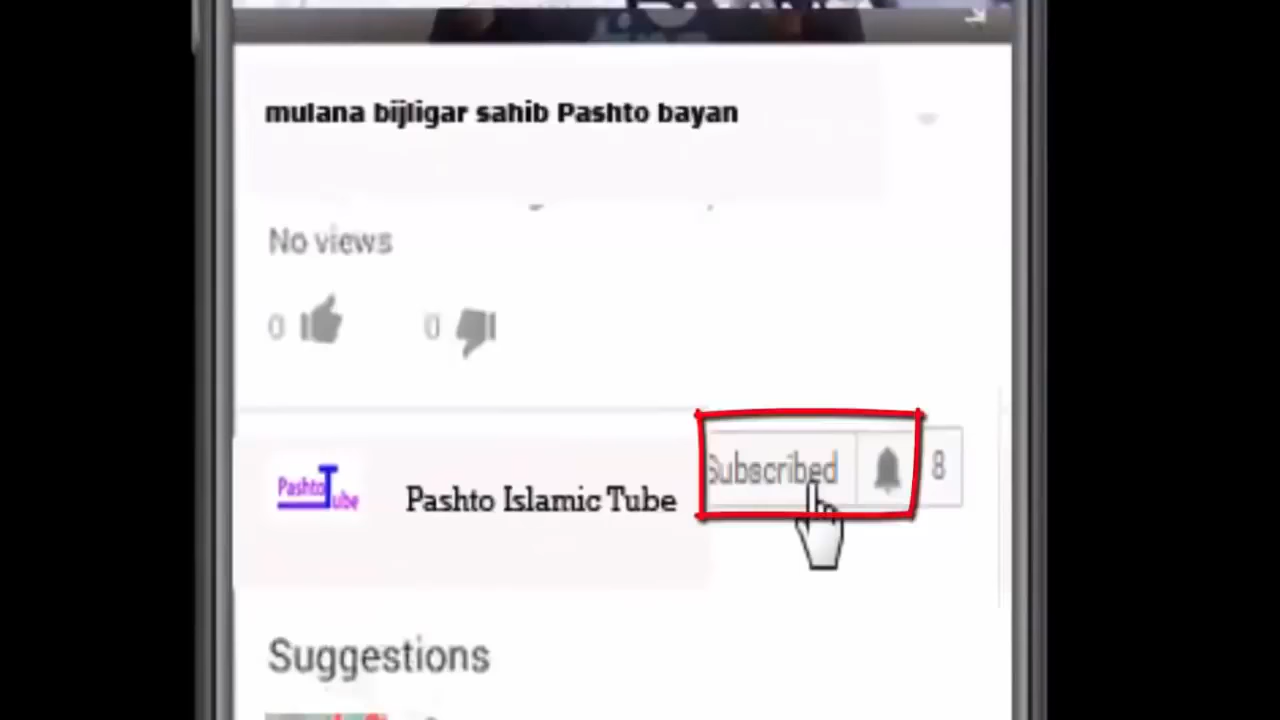 mulana bijligar sahib Pashto bayan
No views
0 0
Subscribed 8
Pashto Tube Pashto Islamic Tube
Suggestions